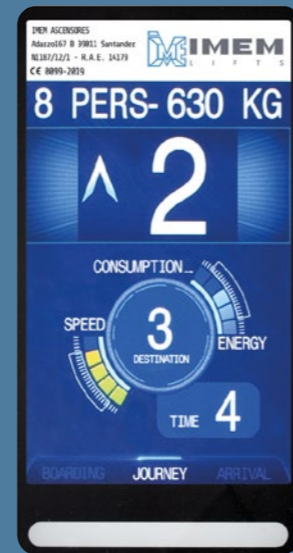 IMEM ASCENSORES
Adarzo167 B 39011 Santander
N1187/12/1 - R.A.E. 14179
CE 0099-2019
IMEM
LIFTS
8 PERS- 630 KG
2
CONSUMPTION
SPEED
3
DESTINATION
ENERGY
TIME 4
BOARDING JOURNEY ARRIVAL